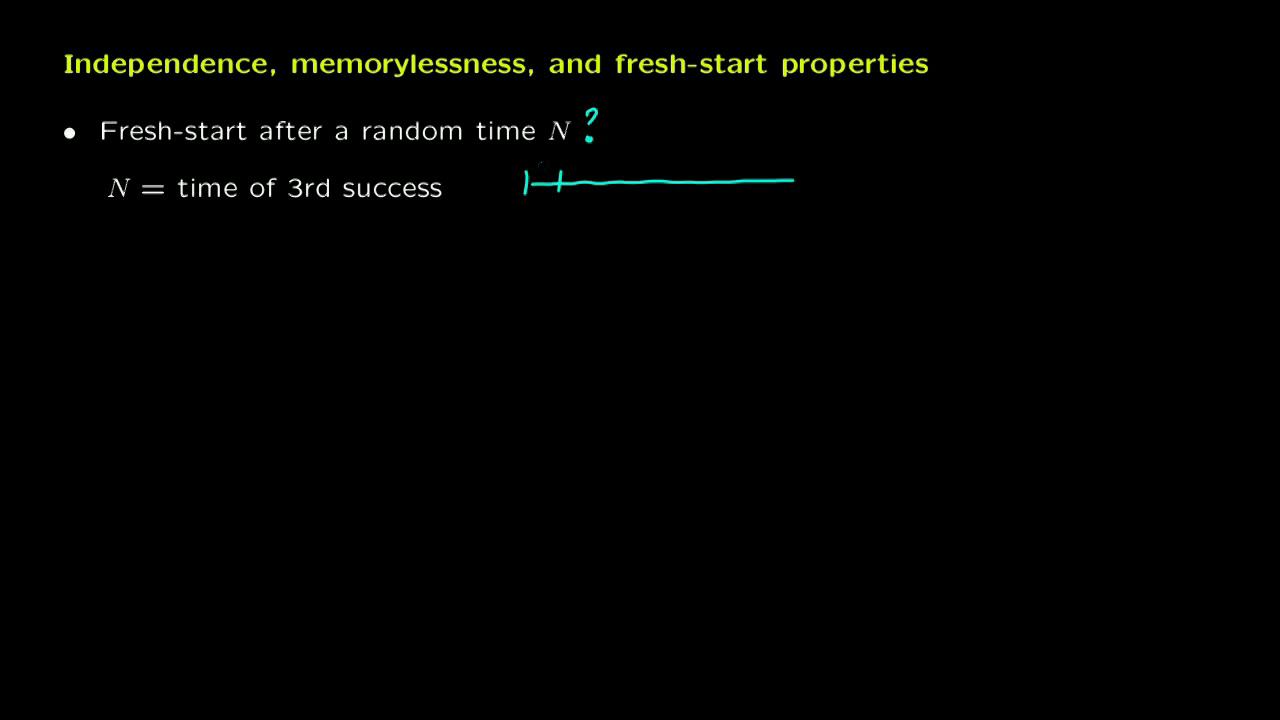 Independence, memorylessness, and fresh-start properties
• Fresh-start after a random time N ?
N = time of 3rd success